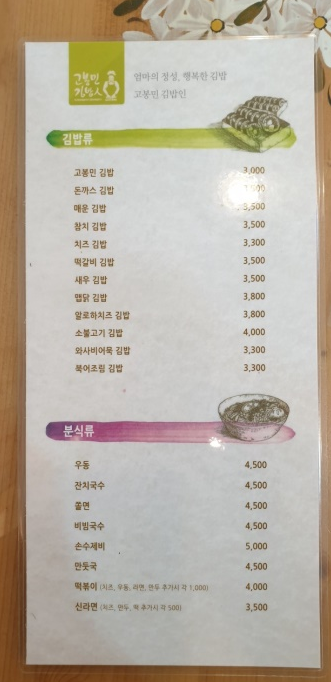 고봉민
김밥人
엄마의 정성, 행복한 김밥
고봉민 김밥인
김밥류
고봉민 김밥 3,000
돈까스 김밥
매운 김밥 3,500
참치 김밥 3,500
치즈 김밥 3,300
떡갈비 김밥 3,500
새우 김밥 3,500
맵닭 김밥 3,800
알로하치즈 김밥 3,800
소불고기 김밥 4,000
와사비어묵 김밥 3,300
북어조림 김밥 3,300
분식류
우동 4,500
잔치국수 4,500
쫄면 4,500
비빔국수 4,500
손수제비 5,000
만둣국 4,500
떡볶이 (치즈, 우동, 라면, 만두 추가시 각 1,000) 4,000
신라면 (치즈, 만두, 떡 추가시 각 500) 3,500